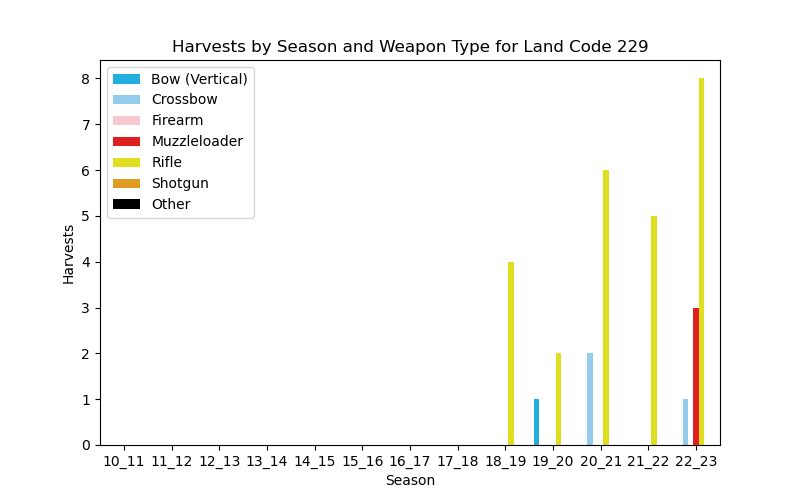 Harvests by Season and Weapon Type for Land Code 229
Bow (Vertical)
Crossbow
Firearm
Muzzleloader
Rifle
Shotgun
Other
8
7
6
5
4
3
2
1
0
Harvests
10_11 11_12 12_13 13_14 14_15 15_16 16_17 17_18 18_19 19_20 20_21 21_22 22_23
Season